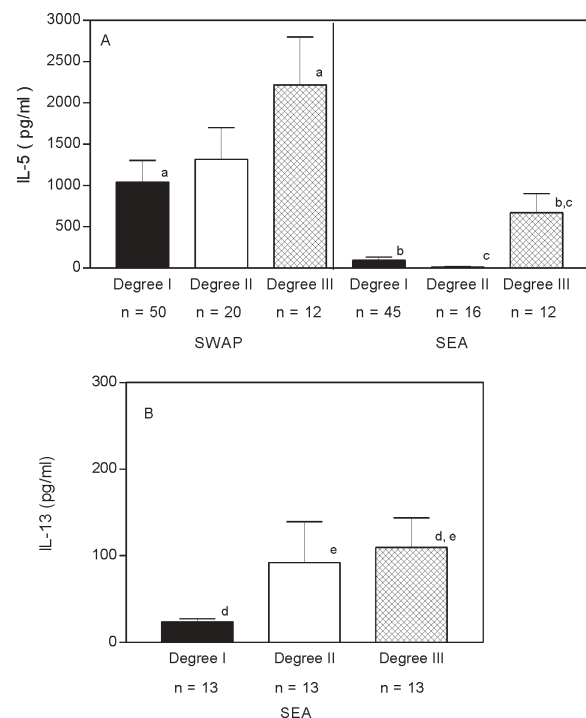 3000
2500
2000
1500
1000
500
0
IL-5 ( pg/ml )
A
a
a
b
c
b,c
Degree I Degree II Degree III Degree I Degree II Degree III
n = 50 n = 20 n = 12 n = 45 n = 16 n = 12
SWAP SEA
300
200
100
0
IL-13 (pg/ml)
B
d
e
d, e
Degree I Degree II Degree III
n = 13 n = 13 n = 13
SEA